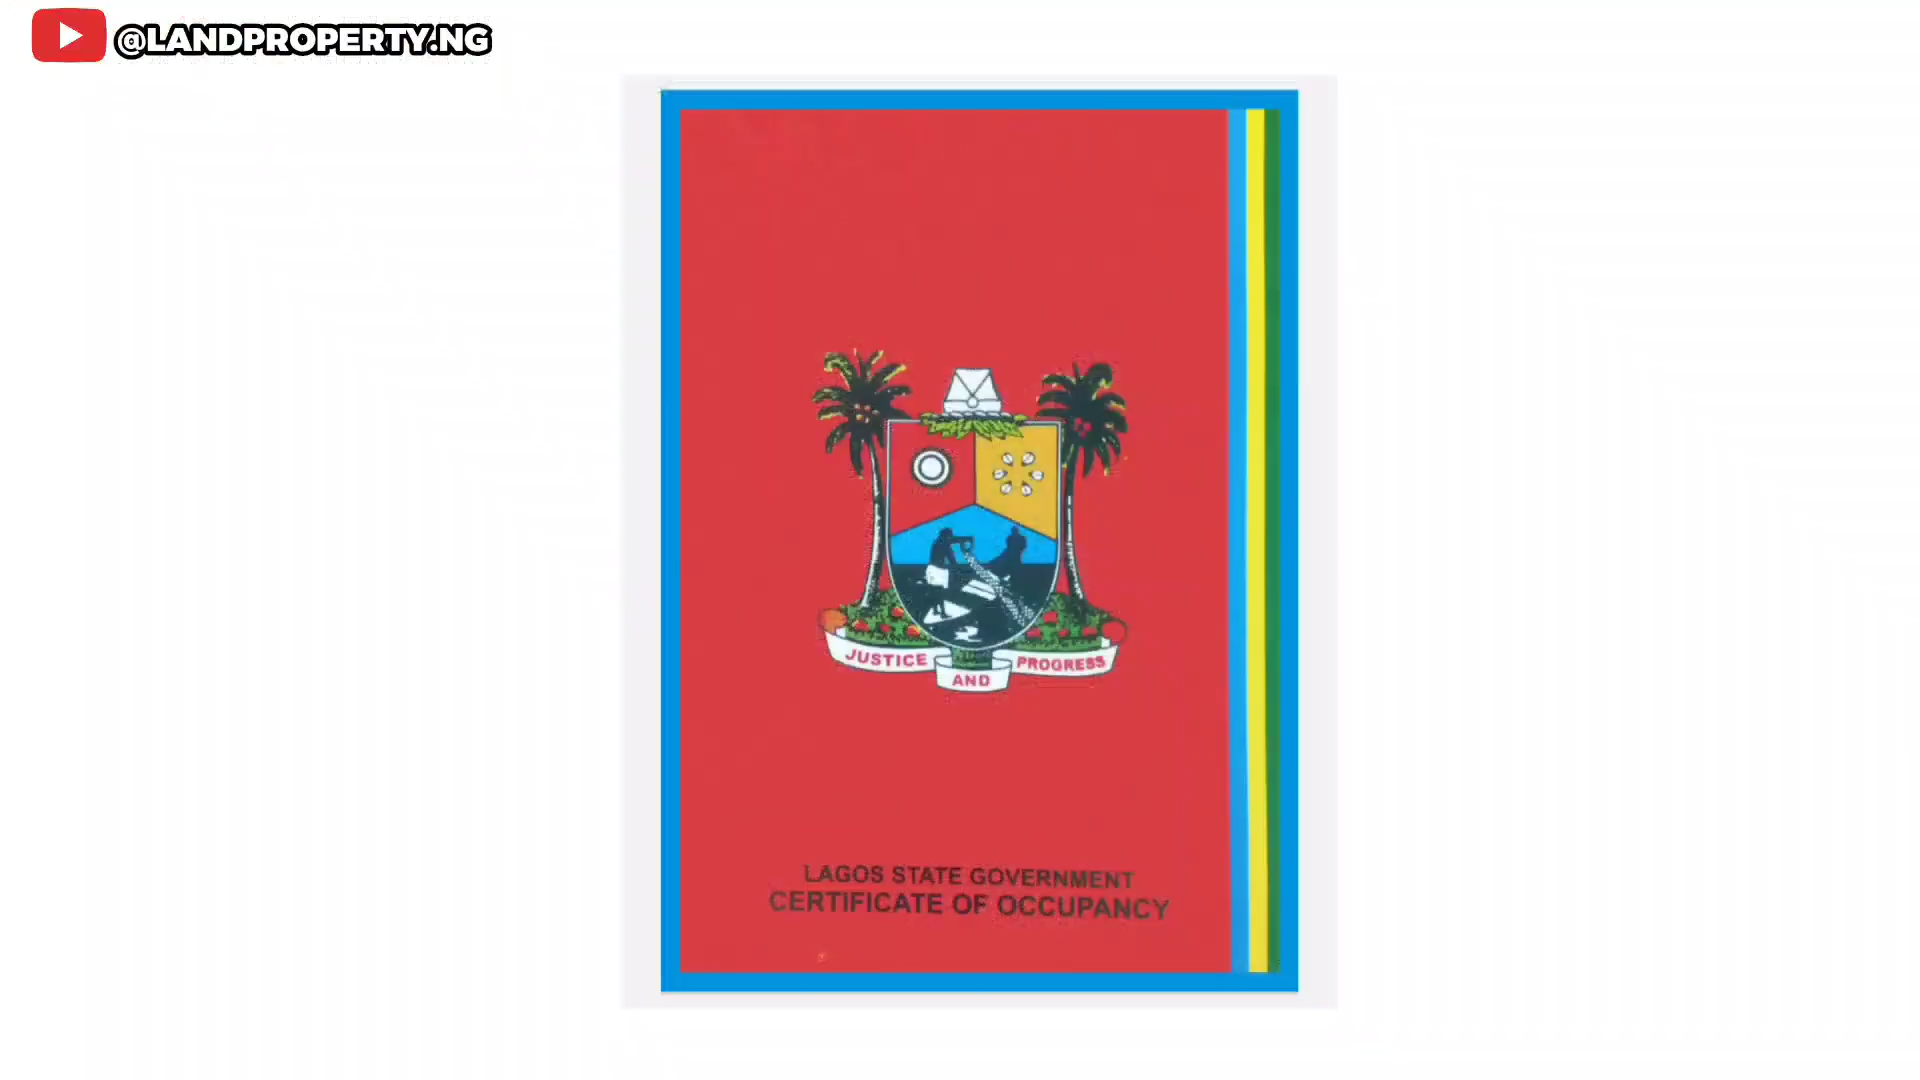 @LANDPROPERTY.NG
JUSTICE AND PROGRESS
LAGOS STATE GOVERNMENT
CERTIFICATE OF OCCUPANCY